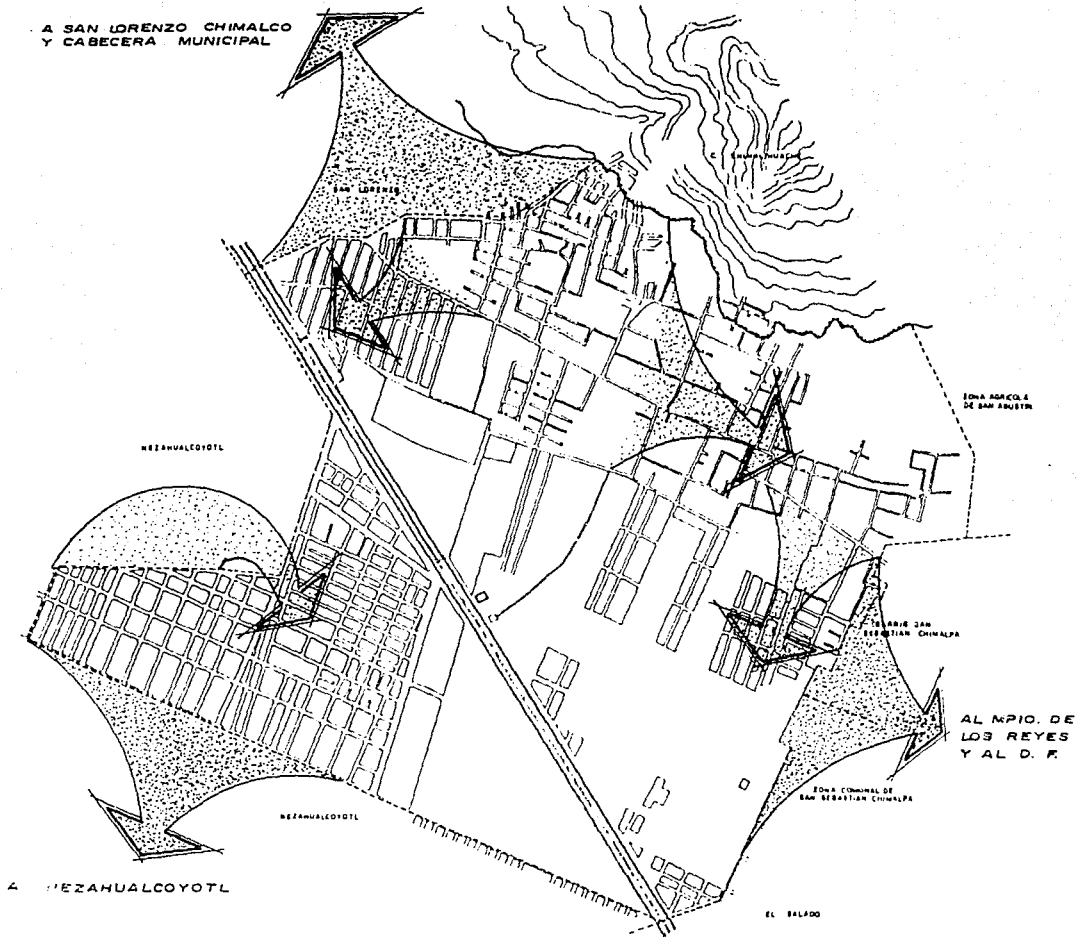 A SAN LORENZO CHIMALCO
Y CABECERA MUNICIPAL
SAN LORENZO
ZONA AGRICOLA
DE SAN AGUSTIN
NEZAHUALCOYOTL
SAN
SEBASTIAN CHIMALPA
AL MPIO. DE
LOS REYES
Y AL D. F.
ZONA COMUNAL DE
SAN SEBASTIAN CHIMALPA
NEZAHUALCOYOTL
A NEZAHUALCOYOTL
EL SALADO